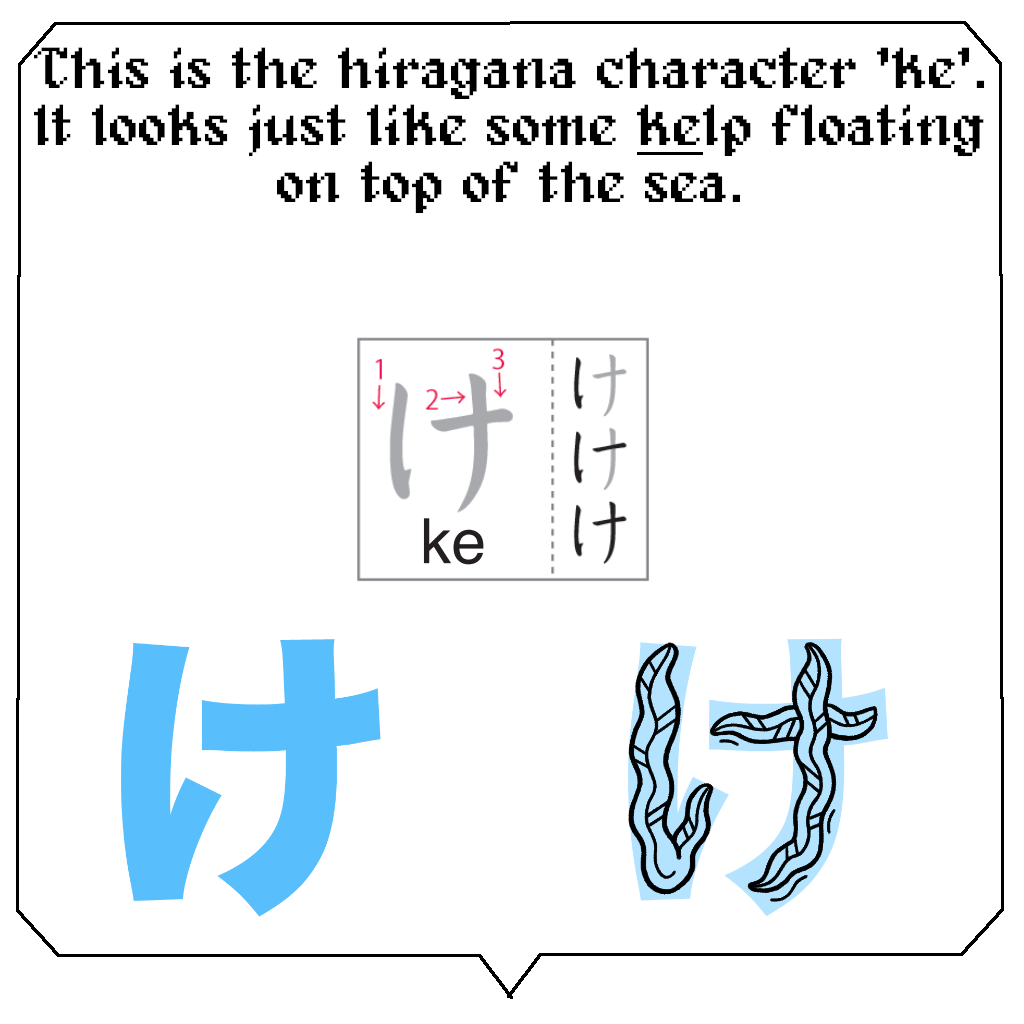 This is the hiragana character 'ke'.
It looks just like some kelp floating
on top of the sea.
1
2
3
け
ke
け
け
け
け
け